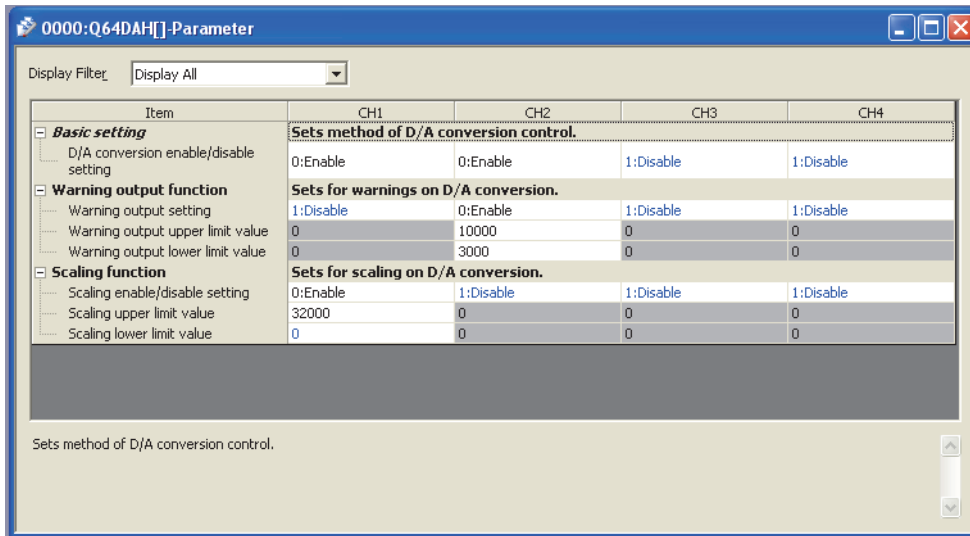 0000:Q64DAH[]-Parameter
Display Filter Display All
Item CH1 CH2 CH3 CH4
Basic setting Sets method of D/A conversion control.
D/A conversion enable/disable
setting 0:Enable 0:Enable 1:Disable 1:Disable
Warning output function Sets for warnings on D/A conversion.
Warning output setting 1:Disable 0:Enable 1:Disable 1:Disable
Warning output upper limit value 0 10000 0 0
Warning output lower limit value 0 3000 0 0
Scaling function Sets for scaling on D/A conversion.
Scaling enable/disable setting 0:Enable 1:Disable 1:Disable 1:Disable
Scaling upper limit value 32000 0 0 0
Scaling lower limit value 0 0 0 0
Sets method of D/A conversion control.